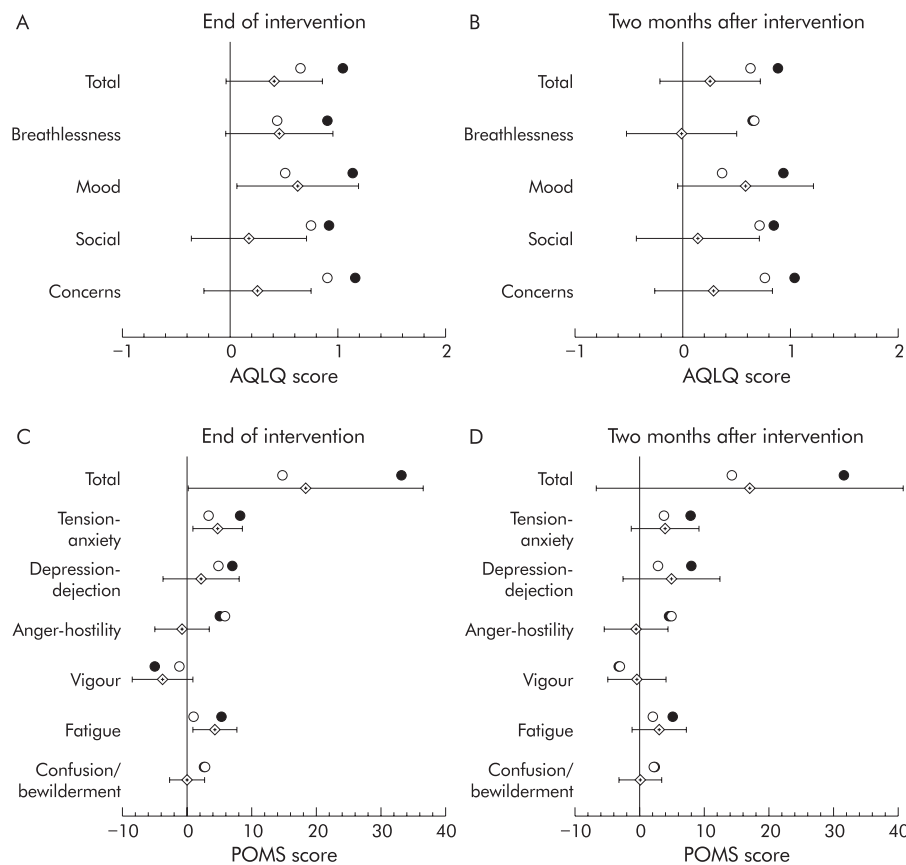 A End of intervention
Total
Breathlessness
Mood
Social
Concerns
−1 0 1 2
AQLQ score
B Two months after intervention
Total
Breathlessness
Mood
Social
Concerns
−1 0 1 2
AQLQ score
C End of intervention
Total
Tension-
anxiety
Depression-
dejection
Anger-hostility
Vigour
Fatigue
Confusion/
bewilderment
−10 0 10 20 30 40
POMS score
D Two months after intervention
Total
Tension-
anxiety
Depression-
dejection
Anger-hostility
Vigour
Fatigue
Confusion/
bewilderment
−10 0 10 20 30 40
POMS score